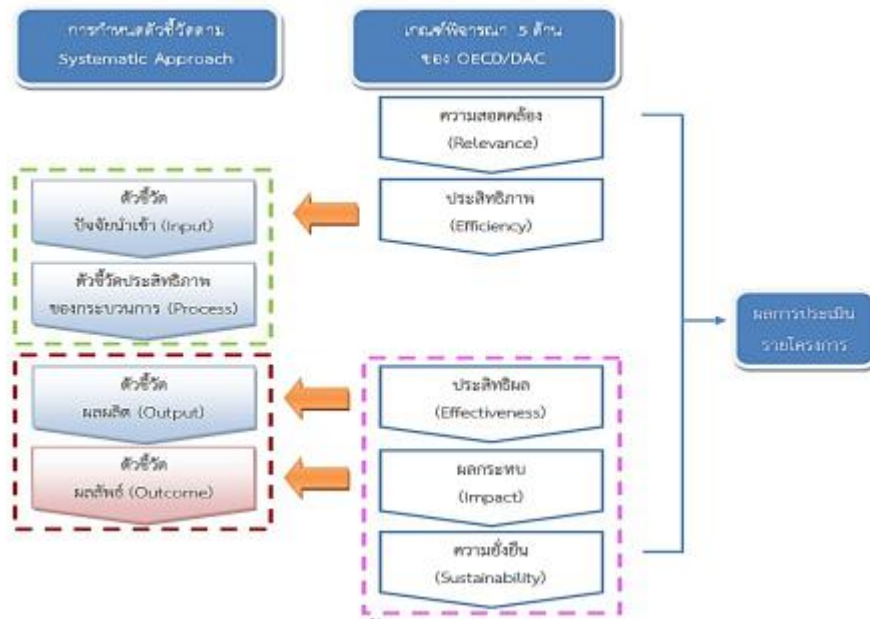 การกำหนดตัวชี้วัดตาม
Systematic Approach
เกณฑ์พิจารณา 5 ด้าน
ของ OECD/DAC
ความสอดคล้อง
(Relevance)
ตัวชี้วัด
ปัจจัยนำเข้า (Input)
ประสิทธิภาพ
(Efficiency)
ตัวชี้วัดประสิทธิภาพ
ของกระบวนการ (Process)
ผลการประเมิน
รายโครงการ
ตัวชี้วัด
ผลผลิต (Output)
ประสิทธิผล
(Effectiveness)
ตัวชี้วัด
ผลลัพธ์ (Outcome)
ผลกระทบ
(Impact)
ความยั่งยืน
(Sustainability)